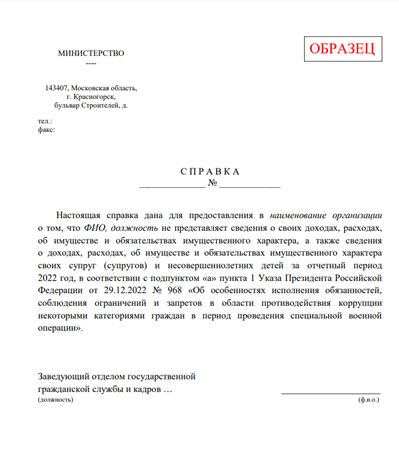 ОБРАЗЕЦ
МИНИСТЕРСТВО
----
143407, Московская область,
г. Красногорск,
бульвар Строителей, д.
тел.:
факс:
С П Р А В К А
__________________ № __________________
Настоящая справка дана для предоставления в наименование организации
о том, что ФИО, должность не представляет сведения о своих доходах, расходах,
об имуществе и обязательствах имущественного характера, а также сведения
о доходах, расходах, об имуществе и обязательствах имущественного характера
своих супруг (супругов) и несовершеннолетних детей за отчетный период
2022 год, в соответствии с подпунктом «а» пункта 1 Указа Президента Российской
Федерации от 29.12.2022 № 968 «Об особенностях исполнения обязанностей,
соблюдения ограничений и запретов в области противодействия коррупции
некоторыми категориями граждан в период проведения специальной военной
операции».
Заведующий отделом государственной
гражданской службы и кадров …
(должность) (ф.и.о.)